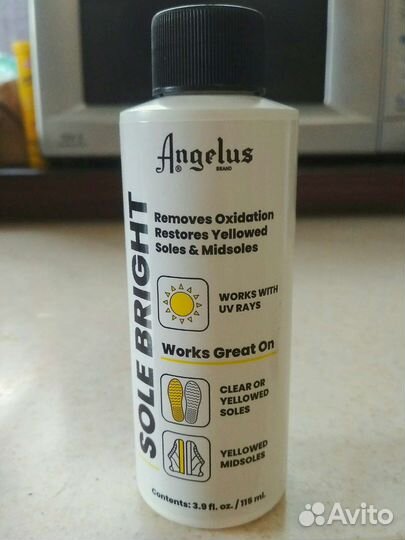 Angelus
® BRAND
SOLE BRIGHT
Removes Oxidation
Restores Yellowed
Soles & Midsoles
WORKS WITH
UV RAYS
Works Great On
CLEAR OR
YELLOWED
SOLES
YELLOWED
MIDSOLES
Contents: 3.9 fl. oz. / 115 ml.
Avito